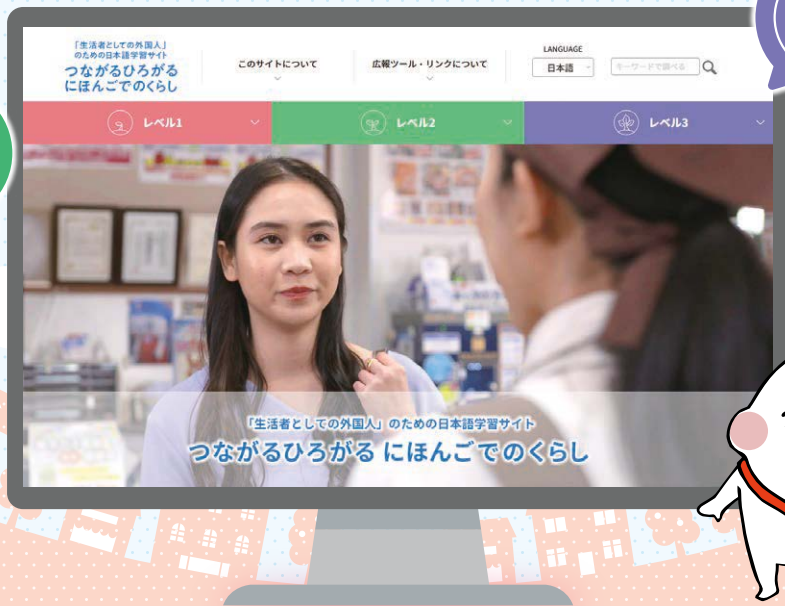 「生活者としての外国人」
のための日本語学習サイト
つながるひろがる
にほんごでのくらし
このサイトについて
広報ツール・リンクについて
LANGUAGE
日本語
キーワードで調べる
レベル1
レベル2
レベル3
「生活者としての外国人」のための日本語学習サイト
つながるひろがる にほんごでのくらし